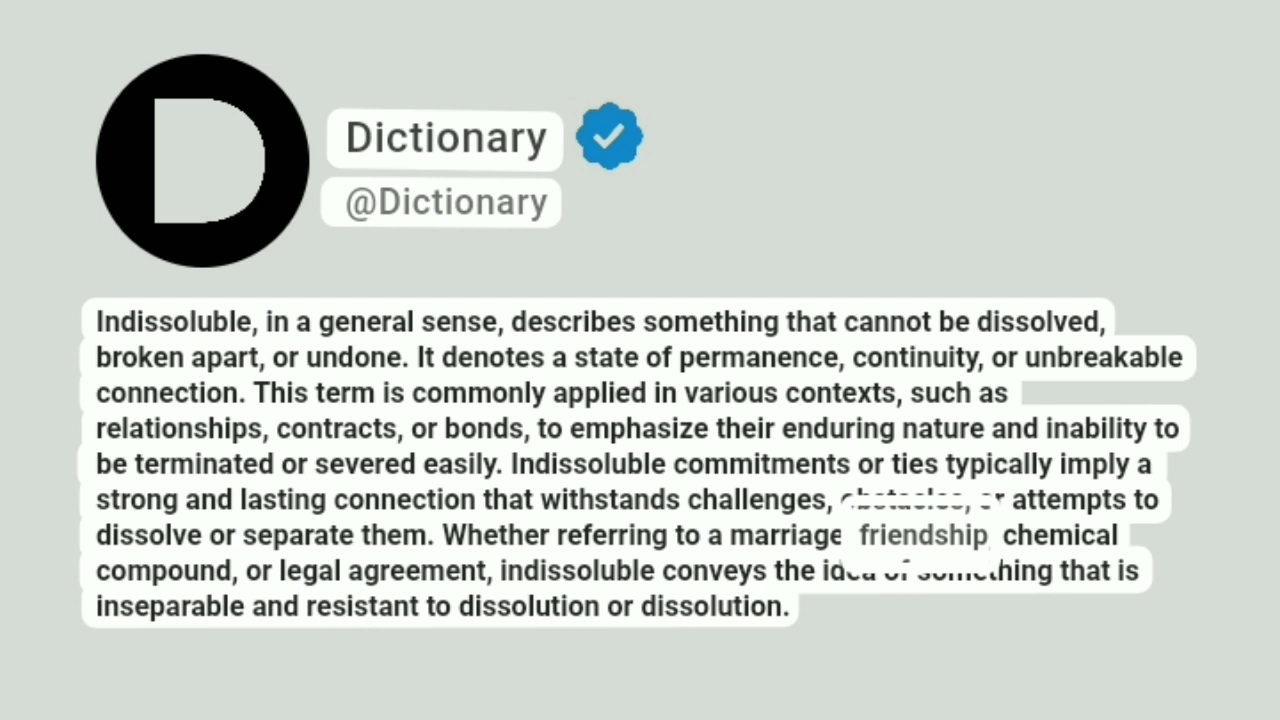 D
Dictionary
@Dictionary
Indissoluble, in a general sense, describes something that cannot be dissolved,
broken apart, or undone. It denotes a state of permanence, continuity, or unbreakable
connection. This term is commonly applied in various contexts, such as
relationships, contracts, or bonds, to emphasize their enduring nature and inability to
be terminated or severed easily. Indissoluble commitments or ties typically imply a
strong and lasting connection that withstands challenges, obstacles, or attempts to
dissolve or separate them. Whether referring to a marriage friendship, chemical
compound, or legal agreement, indissoluble conveys the idea of something that is
inseparable and resistant to dissolution or dissolution.